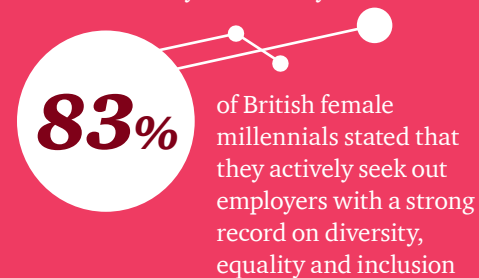 83%
of British female
millennials stated that
they actively seek out
employers with a strong
record on diversity,
equality and inclusion